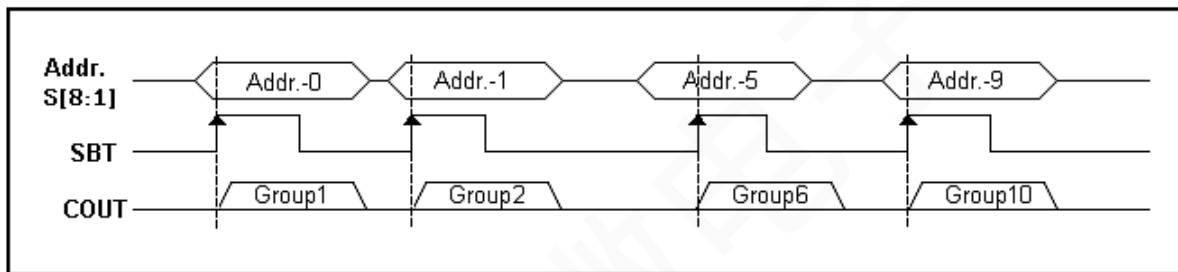 Addr.
S[8:1]
Addr.-0 Addr.-1 Addr.-5 Addr.-9
SBT
COUT
Group1 Group2 Group6 Group10